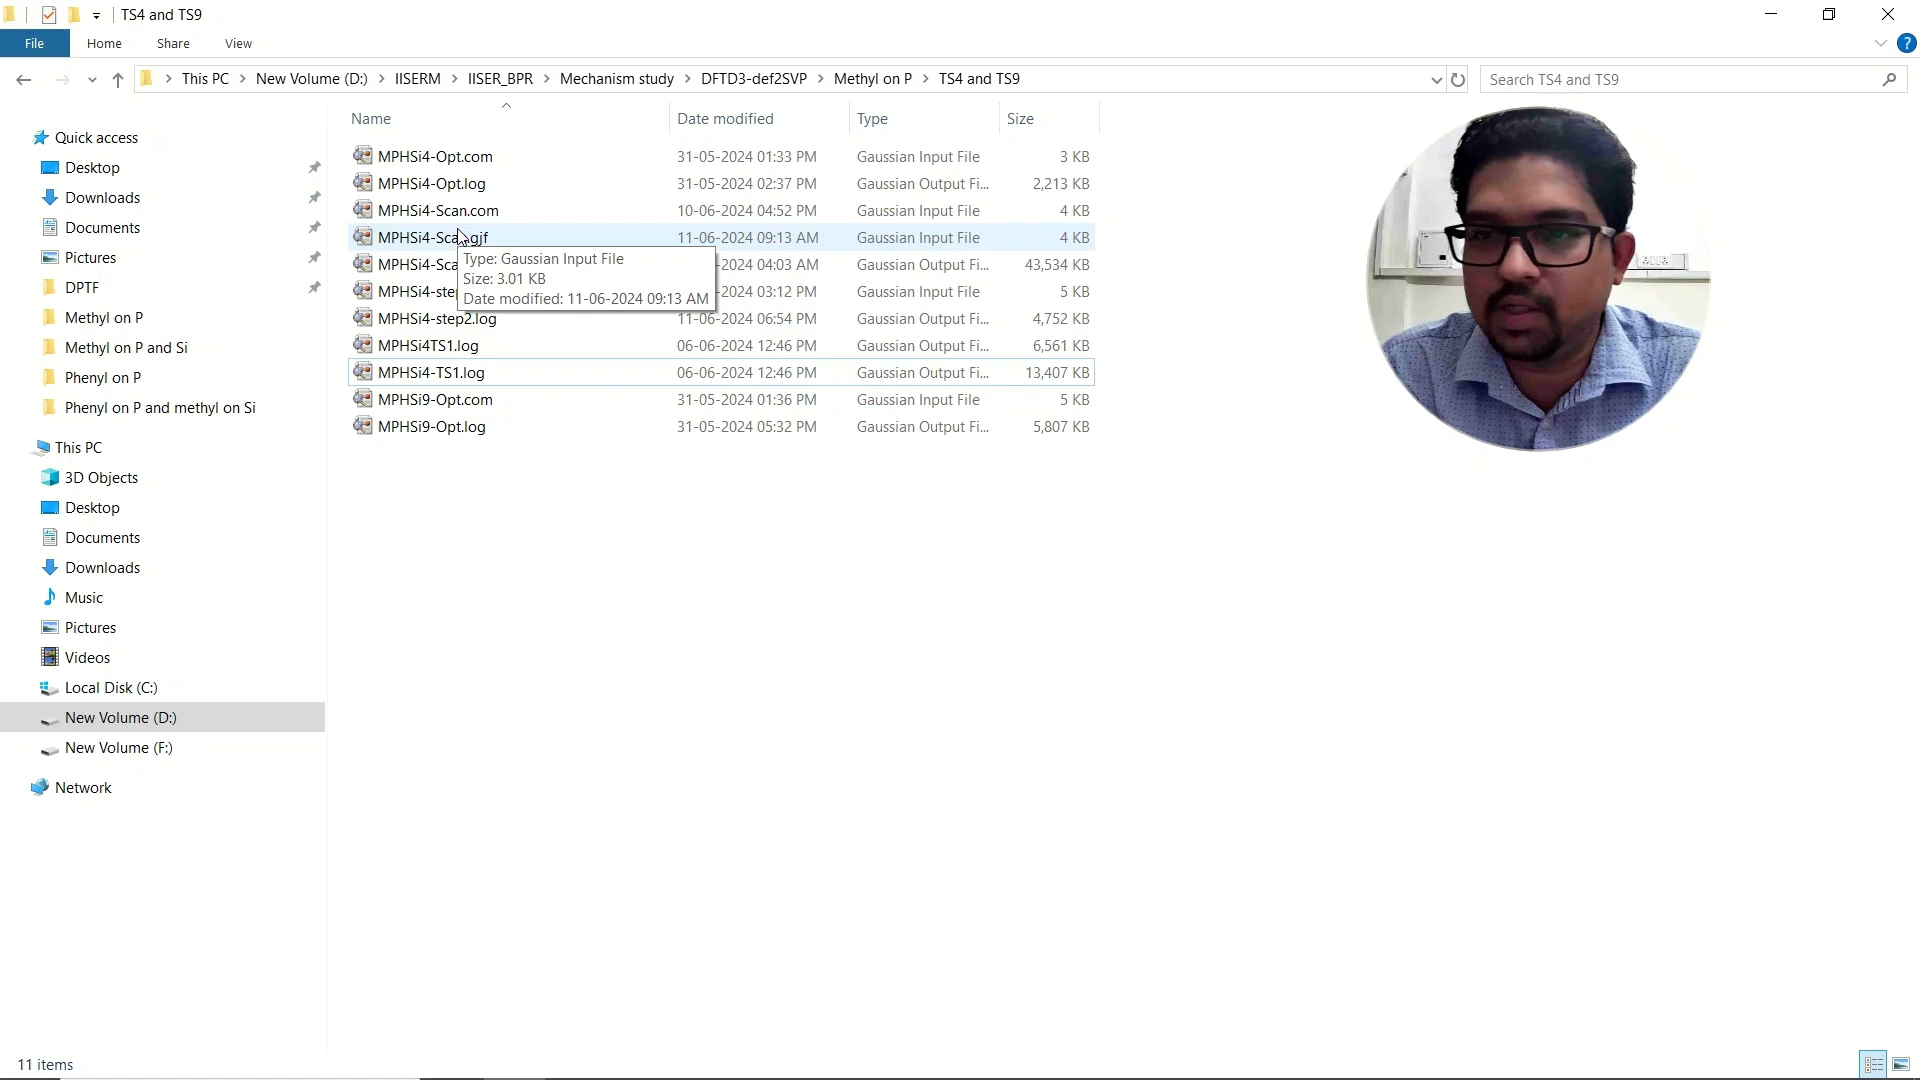 TS4 and TS9
File Home Share View
This PC New Volume (D:) IISERM IISER_BPR Mechanism study DFTD3-def2SVP Methyl on P TS4 and TS9
Search TS4 and TS9
Name Date modified Type Size
MPHSi4-Opt.com 31-05-2024 01:33 PM Gaussian Input File 3 KB
MPHSi4-Opt.log 31-05-2024 02:37 PM Gaussian Output Fi... 2,213 KB
MPHSi4-Scan.com 10-06-2024 04:52 PM Gaussian Input File 4 KB
MPHSi4-Sca gjf 11-06-2024 09:13 AM Gaussian Input File 4 KB
MPHSi4-Sca -2024 04:03 AM Gaussian Output Fi... 43,534 KB
MPHSi4-ste -2024 03:12 PM Gaussian Input File 5 KB
MPHSi4-step2.log 11-06-2024 06:54 PM Gaussian Output Fi... 4,752 KB
MPHSi4TS1.log 06-06-2024 12:46 PM Gaussian Output Fi... 6,561 KB
MPHSi4-TS1.log 06-06-2024 12:46 PM Gaussian Output Fi... 13,407 KB
MPHSi9-Opt.com 31-05-2024 01:36 PM Gaussian Input File 5 KB
MPHSi9-Opt.log 31-05-2024 05:32 PM Gaussian Output Fi... 5,807 KB
Type: Gaussian Input File
Size: 3.01 KB
Date modified: 11-06-2024 09:13 AM
Quick access
Desktop
Downloads
Documents
Pictures
DPTF
Methyl on P
Methyl on P and Si
Phenyl on P
Phenyl on P and methyl on Si
This PC
3D Objects
Desktop
Documents
Downloads
Music
Pictures
Videos
Local Disk (C:)
New Volume (D:)
New Volume (F:)
Network
11 items